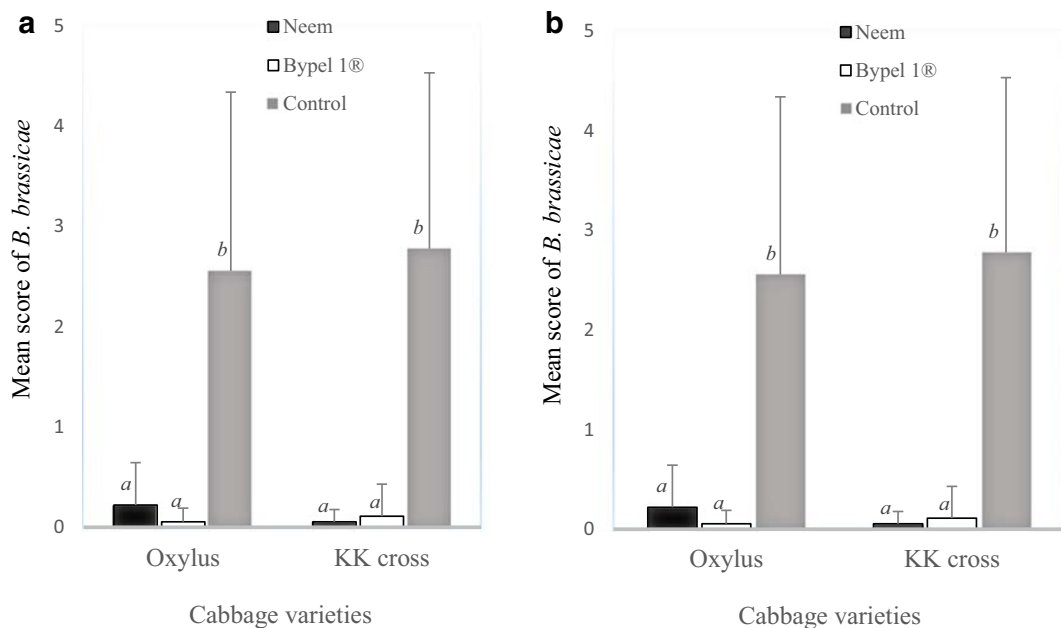 a
Mean score of B. brassicae
5
4
3
2
1
0
Neem
Bypel 1®
Control
a
a
b
a
a
b
Oxylus
KK cross
Cabbage varieties
b
Mean score of B. brassicae
5
4
3
2
1
0
Neem
Bypel 1®
Control
a
a
b
a
a
b
Oxylus
KK cross
Cabbage varieties